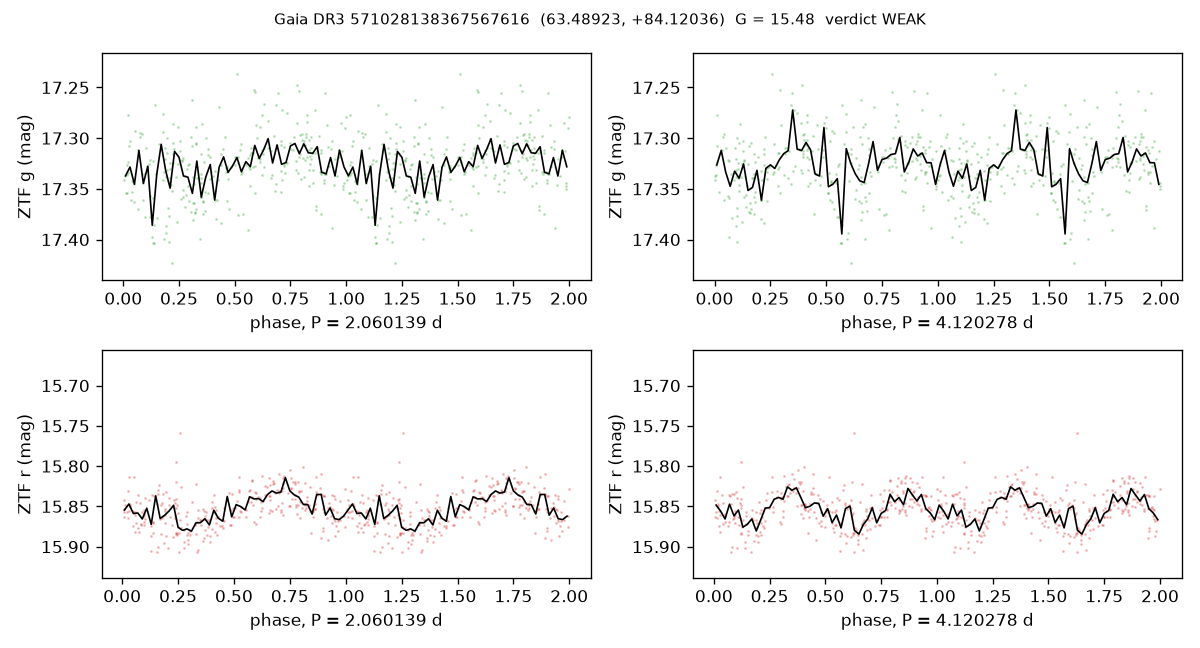 Gaia DR3 571028138367567616  (63.48923, +84.12036)  G = 15.48  verdict WEAK
ZTF g (mag)
17.25
17.30
17.35
17.40
0.00 0.25 0.50 0.75 1.00 1.25 1.50 1.75 2.00
phase, P = 2.060139 d
ZTF g (mag)
17.25
17.30
17.35
17.40
0.00 0.25 0.50 0.75 1.00 1.25 1.50 1.75 2.00
phase, P = 4.120278 d
ZTF r (mag)
15.70
15.75
15.80
15.85
15.90
0.00 0.25 0.50 0.75 1.00 1.25 1.50 1.75 2.00
phase, P = 2.060139 d
ZTF r (mag)
15.70
15.75
15.80
15.85
15.90
0.00 0.25 0.50 0.75 1.00 1.25 1.50 1.75 2.00
phase, P = 4.120278 d